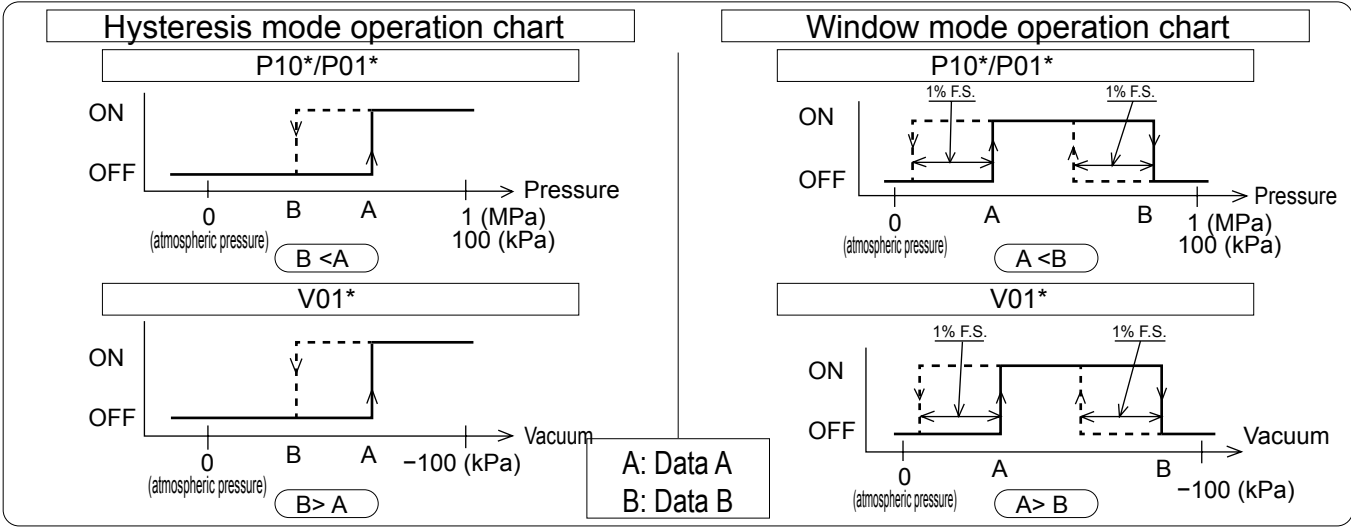 Hysteresis mode operation chart
P10*/P01*
ON
OFF
Pressure
0
B
A
1 (MPa)
(atmospheric pressure)
100 (kPa)
B <A
V01*
ON
OFF
Vacuum
0
B
A
−100 (kPa)
(atmospheric pressure)
B> A
A: Data A
B: Data B
Window mode operation chart
P10*/P01*
1% F.S.
1% F.S.
ON
OFF
Pressure
0
A
B
1 (MPa)
(atmospheric pressure)
100 (kPa)
A <B
V01*
1% F.S.
1% F.S.
ON
OFF
Vacuum
0
A
B
−100 (kPa)
(atmospheric pressure)
A> B